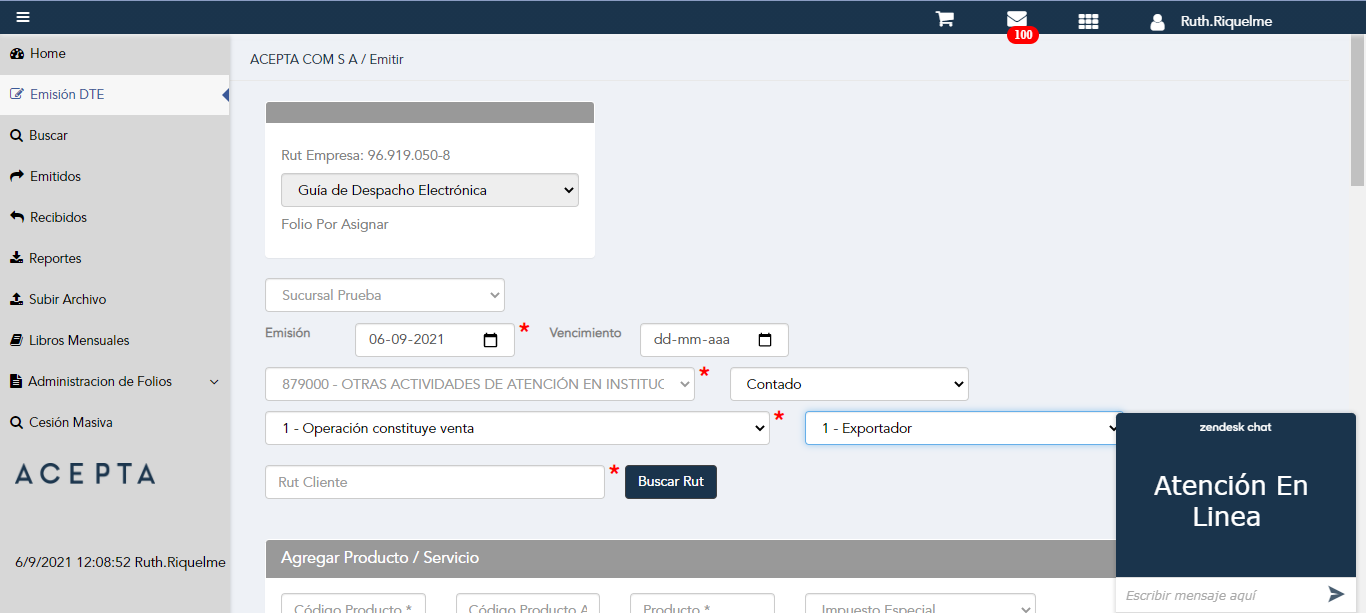 100
Ruth.Riquelme
Home
Emisión DTE
Buscar
Emitidos
Recibidos
Reportes
Subir Archivo
Libros Mensuales
Administracion de Folios
Cesión Masiva
ACEPTA
6/9/2021 12:08:52 Ruth.Riquelme
ACEPTA COM S A / Emitir
Rut Empresa: 96.919.050-8
Guía de Despacho Electrónica
Folio Por Asignar
Sucursal Prueba
Emisión 06-09-2021 * Vencimiento dd-mm-aaa
879000 - OTRAS ACTIVIDADES DE ATENCIÓN EN INSTITUC * Contado
1 - Operación constituye venta * 1 - Exportador
Rut Cliente * Buscar Rut
Agregar Producto / Servicio
Código Producto * Código Producto A Producto * Impuesto Especial
zendesk chat
Atención En
Linea
Escribir mensaje aquí